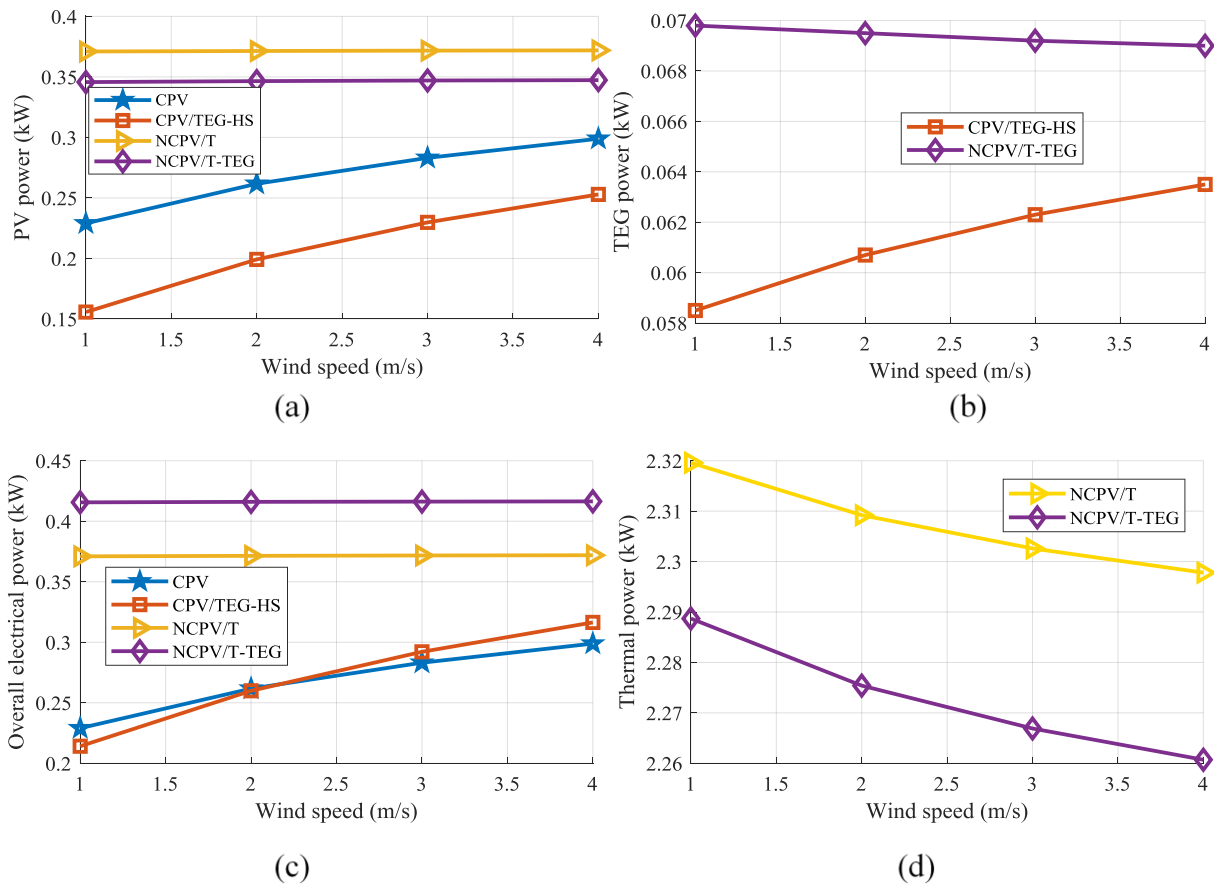 0.4
0.35
0.3
0.25
0.2
0.15
PV power (kW)
CPV
CPV/TEG-HS
NCPV/T
NCPV/T-TEG
1 1.5 2 2.5 3 3.5 4
Wind speed (m/s)
(a)
0.07
0.068
0.066
0.064
0.062
0.06
0.058
TEG power (kW)
CPV/TEG-HS
NCPV/T-TEG
1 1.5 2 2.5 3 3.5 4
Wind speed (m/s)
(b)
0.45
0.4
0.35
0.3
0.25
0.2
Overall electrical power (kW)
CPV
CPV/TEG-HS
NCPV/T
NCPV/T-TEG
1 1.5 2 2.5 3 3.5 4
Wind speed (m/s)
(c)
2.32
2.31
2.3
2.29
2.28
2.27
2.26
Thermal power (kW)
NCPV/T
NCPV/T-TEG
1 1.5 2 2.5 3 3.5 4
Wind speed (m/s)
(d)